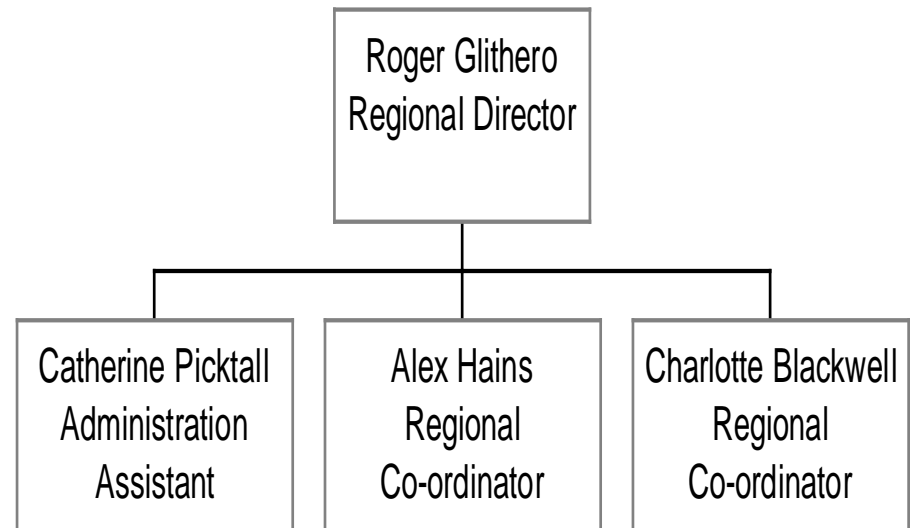 Roger Glithero
Regional Director
Catherine Picktall
Administration
Assistant
Alex Hains
Regional
Co-ordinator
Charlotte Blackwell
Regional
Co-ordinator